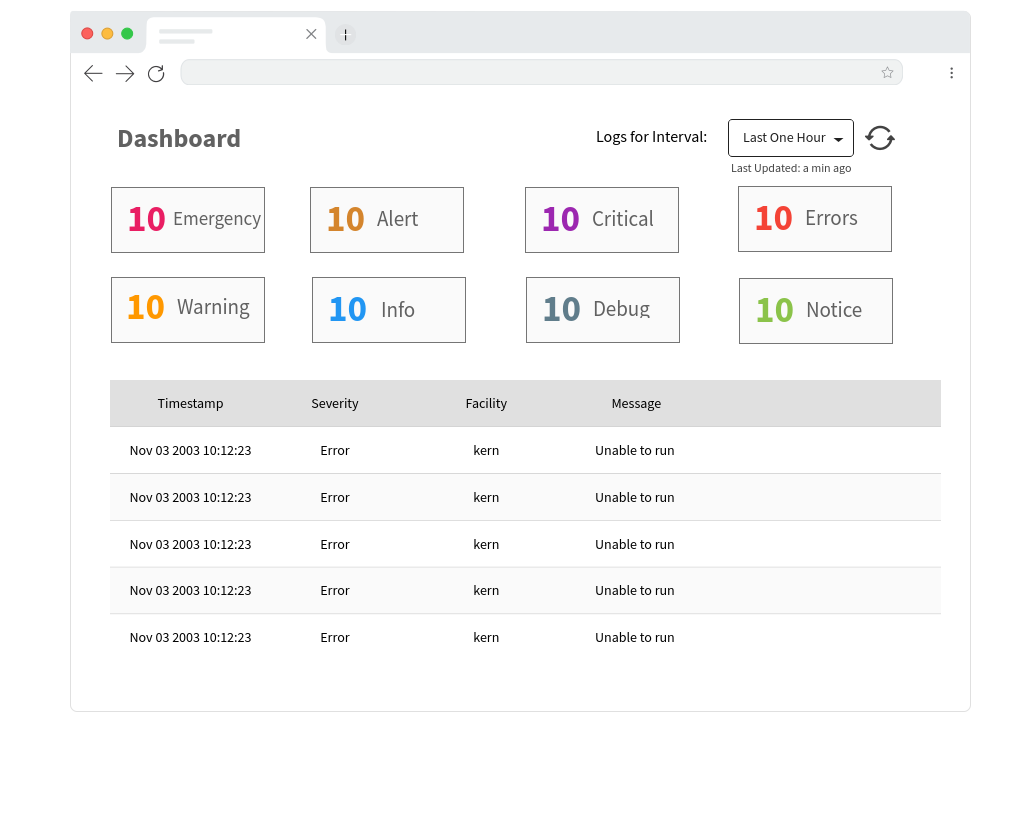 Dashboard
Logs for Interval:
Last One Hour
Last Updated: a min ago
10 Emergency
10 Alert
10 Critical
10 Errors
10 Warning
10 Info
10 Debug
10 Notice
Timestamp Severity Facility Message
Nov 03 2003 10:12:23 Error kern Unable to run
Nov 03 2003 10:12:23 Error kern Unable to run
Nov 03 2003 10:12:23 Error kern Unable to run
Nov 03 2003 10:12:23 Error kern Unable to run
Nov 03 2003 10:12:23 Error kern Unable to run